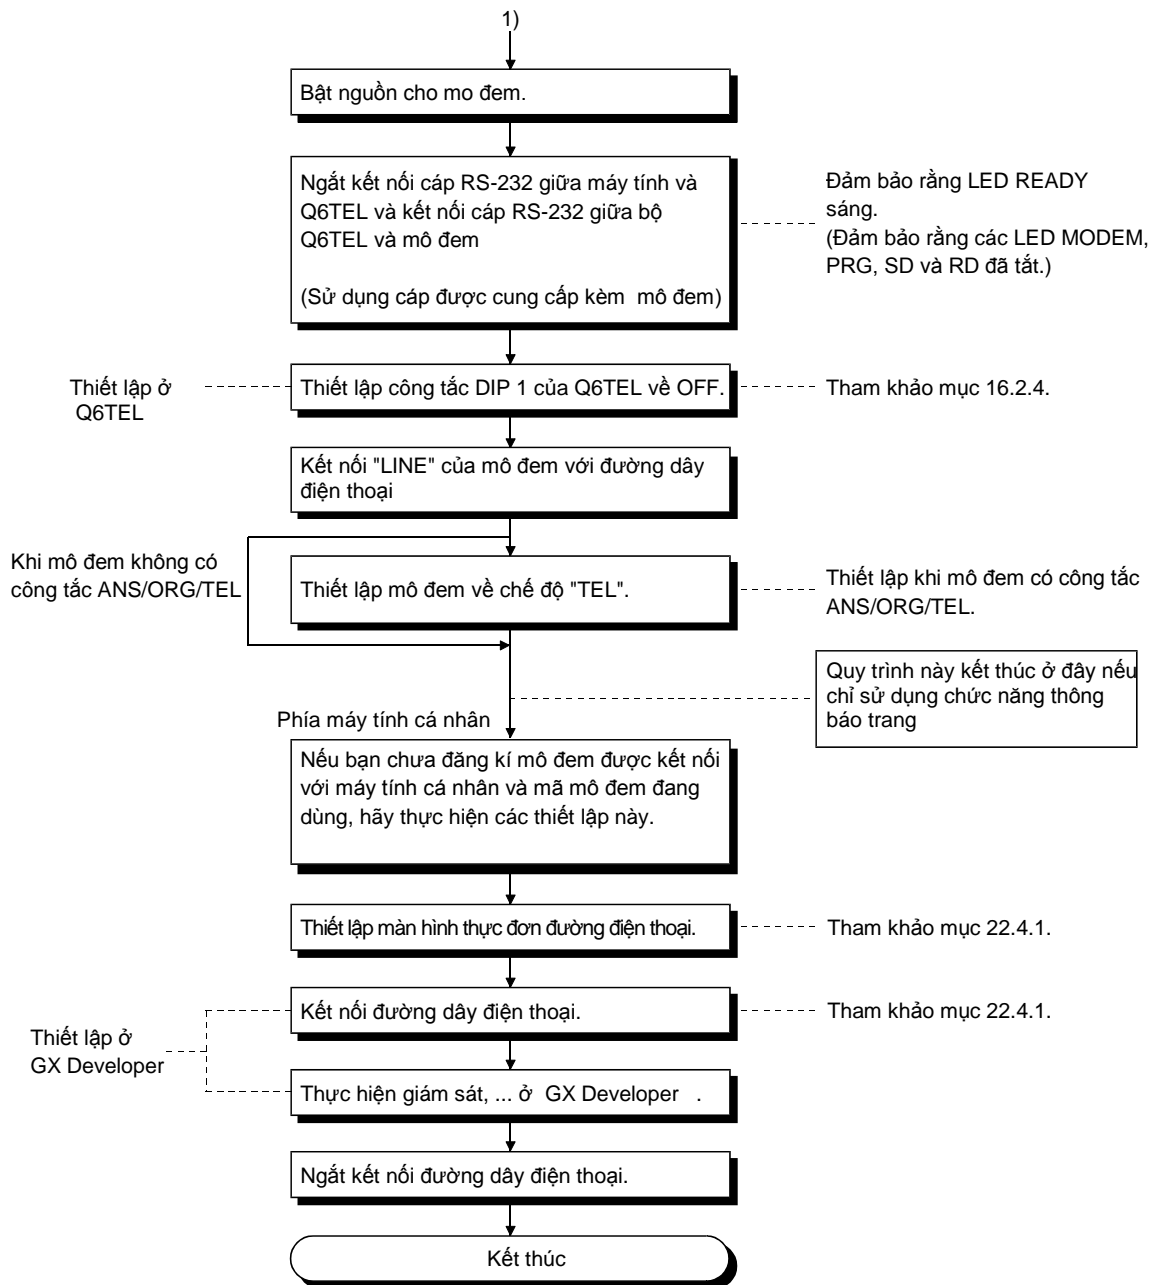 1)
Bật nguồn cho mo đem.
Ngắt kết nối cáp RS-232 giữa máy tính và
Q6TEL và kết nối cáp RS-232 giữa bộ
Q6TEL và mô đem
(Sử dụng cáp được cung cấp kèm mô đem)
Đảm bảo rằng LED READY
sáng.
(Đảm bảo rằng các LED MODEM,
PRG, SD và RD đã tắt.)
Thiết lập ở
Q6TEL
Thiết lập công tắc DIP 1 của Q6TEL về OFF.
Tham khảo mục 16.2.4.
Kết nối "LINE" của mô đem với đường dây
điện thoại
Khi mô đem không có
công tắc ANS/ORG/TEL
Thiết lập mô đem về chế độ "TEL".
Thiết lập khi mô đem có công tắc
ANS/ORG/TEL.
Quy trình này kết thúc ở đây nếu
chỉ sử dụng chức năng thông
báo trang
Phía máy tính cá nhân
Nếu bạn chưa đăng kí mô đem được kết nối
với máy tính cá nhân và mã mô đem đang
dùng, hãy thực hiện các thiết lập này.
Thiết lập màn hình thực đơn đường điện thoại.
Tham khảo mục 22.4.1.
Kết nối đường dây điện thoại.
Tham khảo mục 22.4.1.
Thiết lập ở
GX Developer
Thực hiện giám sát, ... ở GX Developer .
Ngắt kết nối đường dây điện thoại.
Kết thúc